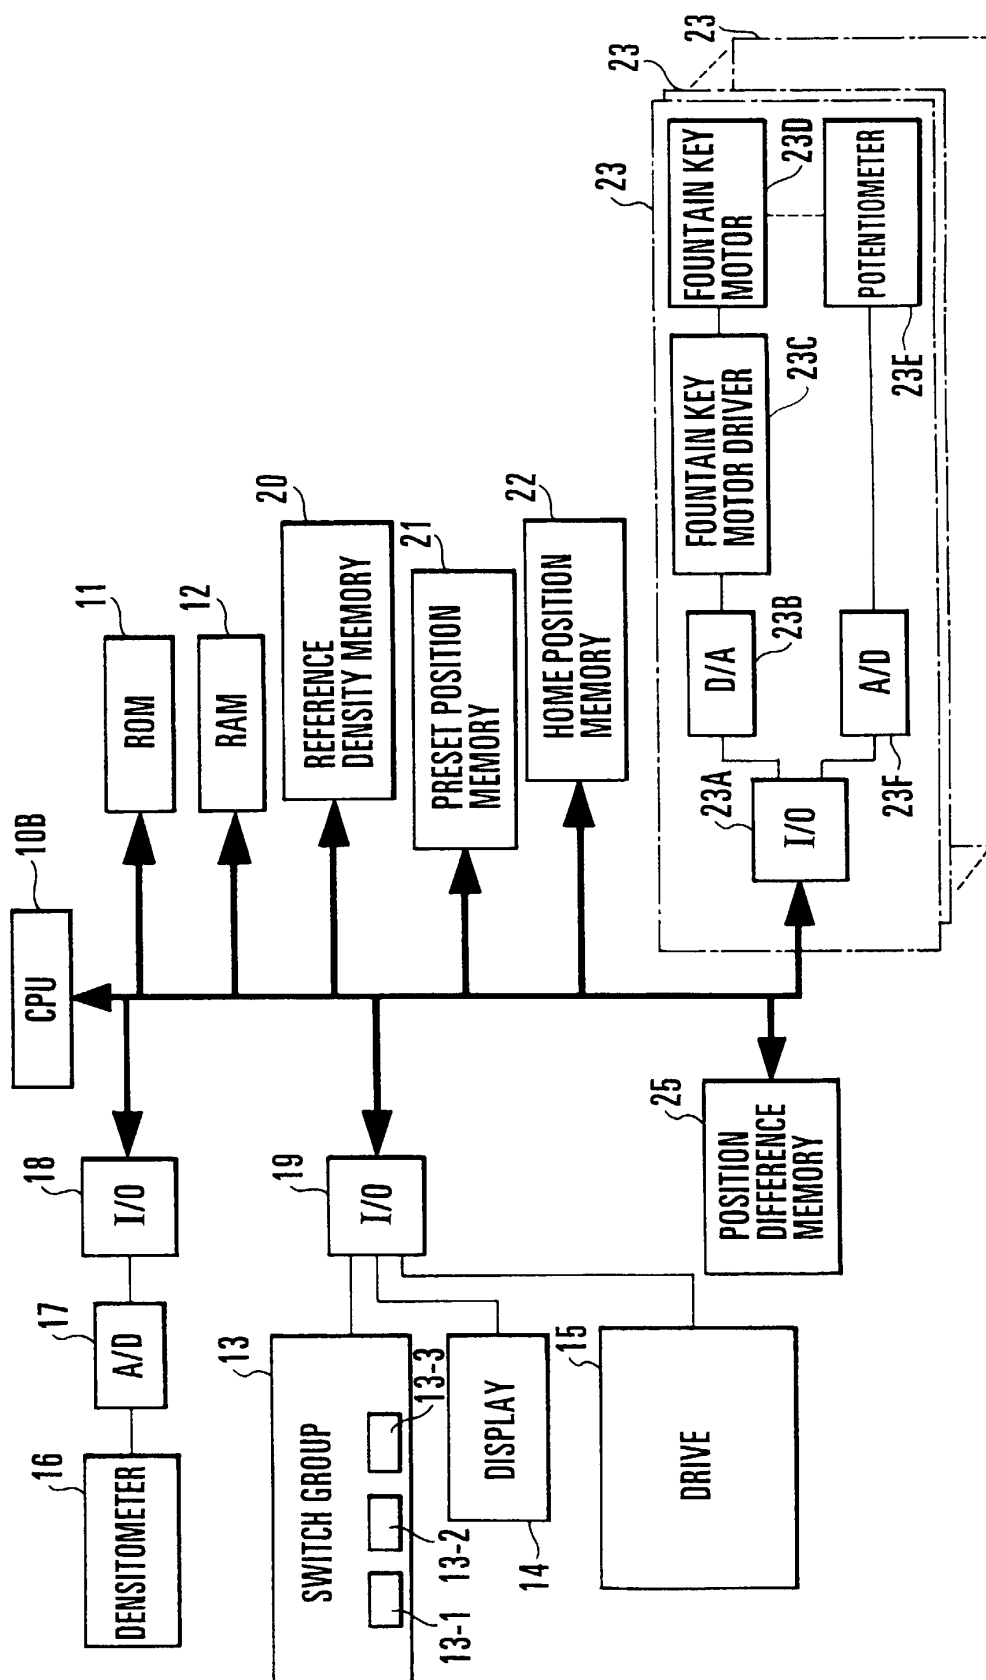 CPU
10B
DENSITOMETER
16
A/D
17
I/O
18
ROM
11
RAM
12
SWITCH GROUP
13
13-1
13-2
13-3
I/O
19
DISPLAY
14
DRIVE
15
REFERENCE
DENSITY MEMORY
20
PRESET POSITION
MEMORY
21
HOME POSITION
MEMORY
22
POSITION
DIFFERENCE
MEMORY
25
23
23
23
I/O
23A
D/A
23B
FOUNTAIN KEY
MOTOR DRIVER
23C
FOUNTAIN KEY
MOTOR
23D
POTENTIOMETER
23E
A/D
23F